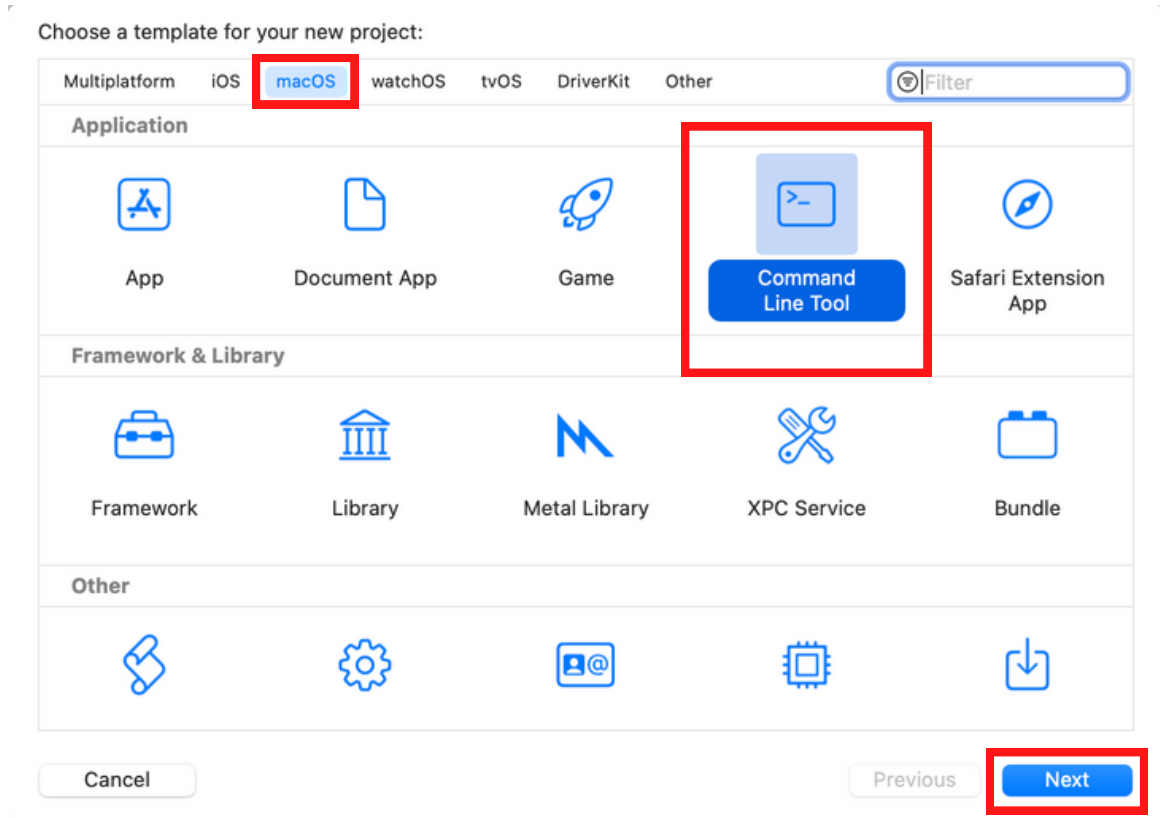 Choose a template for your new project:
Multiplatform iOS macOS watchOS tvOS DriverKit Other Filter
Application
App Document App Game Command Line Tool Safari Extension App
Framework & Library
Framework Library Metal Library XPC Service Bundle
Other
Cancel Previous Next